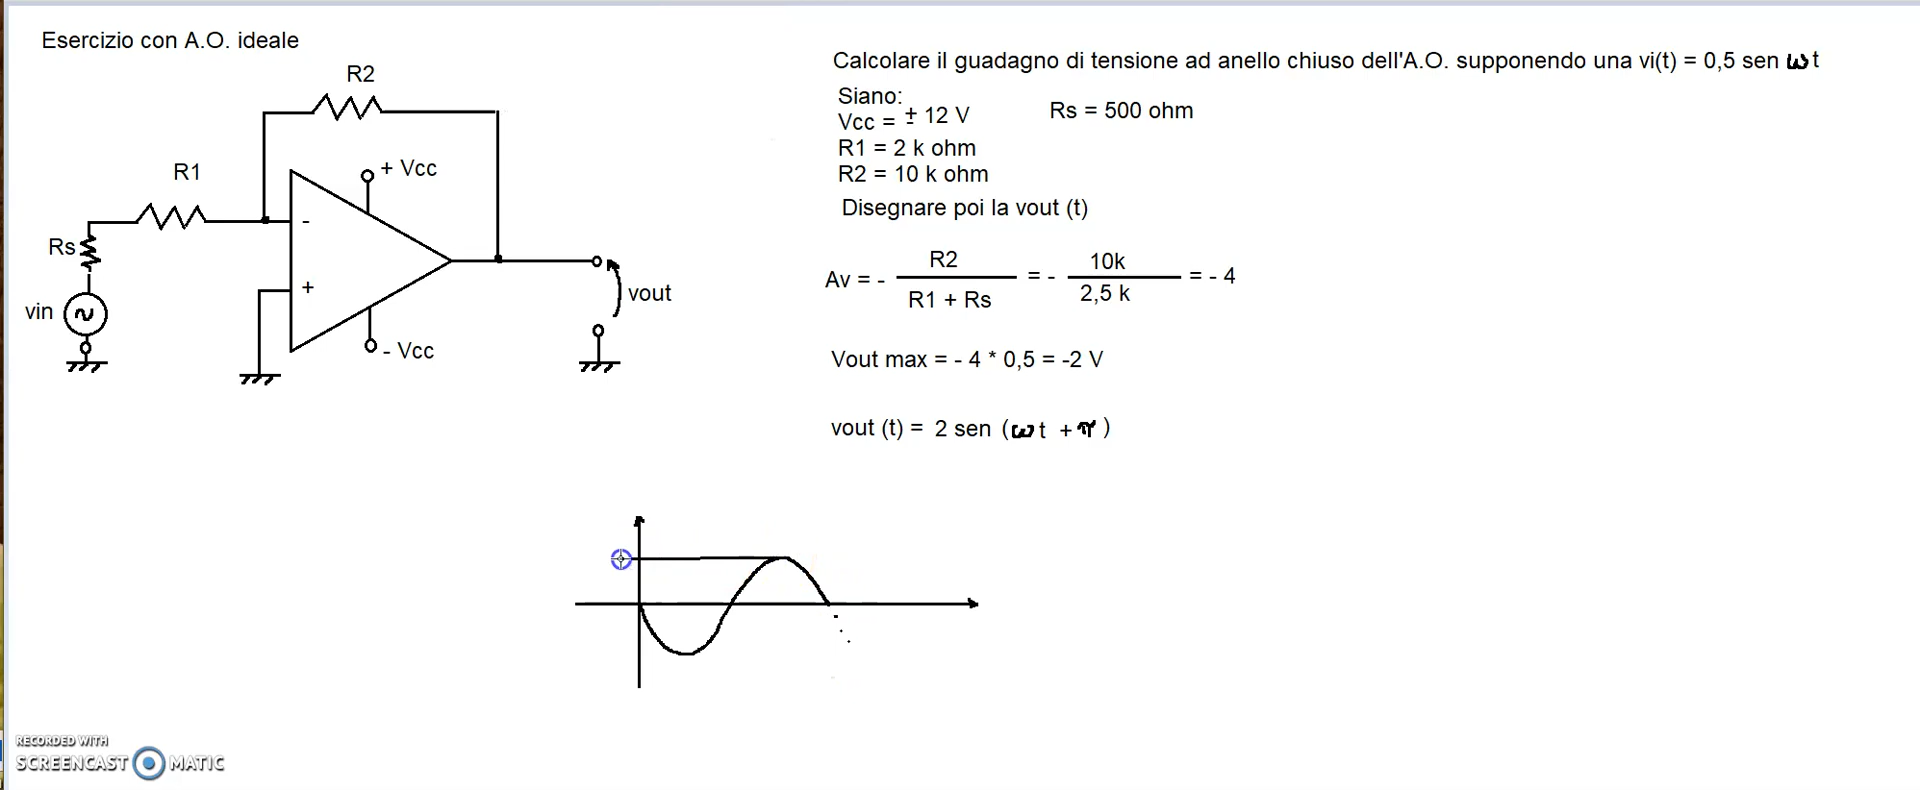 Esercizio con A.O. ideale
R2
R1
+ Vcc
-
Rs
+
vin
vout
- Vcc
Calcolare il guadagno di tensione ad anello chiuso dell'A.O. supponendo una vi(t) = 0,5 sen ωt
Siano:
Vcc = ± 12 V
Rs = 500 ohm
R1 = 2 k ohm
R2 = 10 k ohm
Disegnare poi la vout (t)
R2
10k
Av = -
= -
= - 4
R1 + Rs
2,5 k
Vout max = - 4 * 0,5 = -2 V
vout (t) = 2 sen (ωt + π)
RECORDED WITH
SCREENCAST MATIC